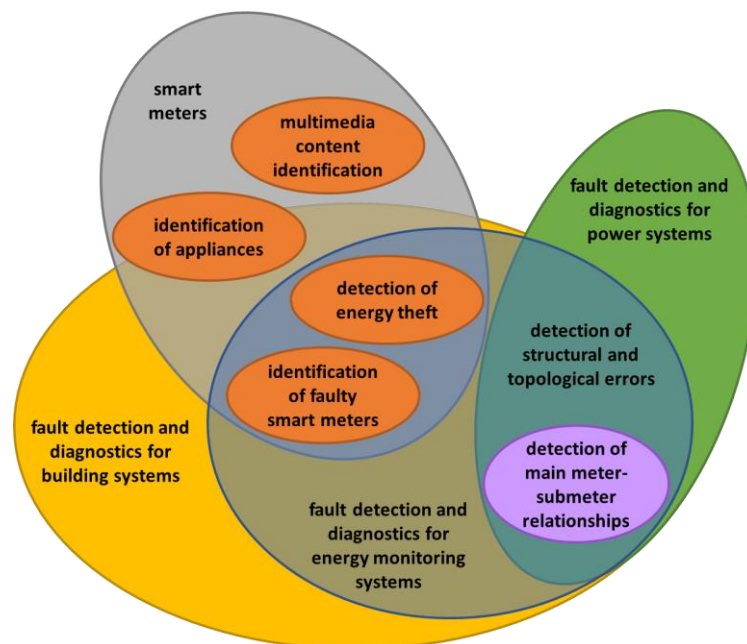 smart
meters
multimedia
content
identification
identification
of appliances
fault detection and
diagnostics for
power systems
detection of
energy theft
detection of
structural and
topological errors
identification
of faulty
smart meters
fault detection and
diagnostics for
building systems
detection of
main meter-
submeter
relationships
fault detection and
diagnostics for
energy monitoring
systems